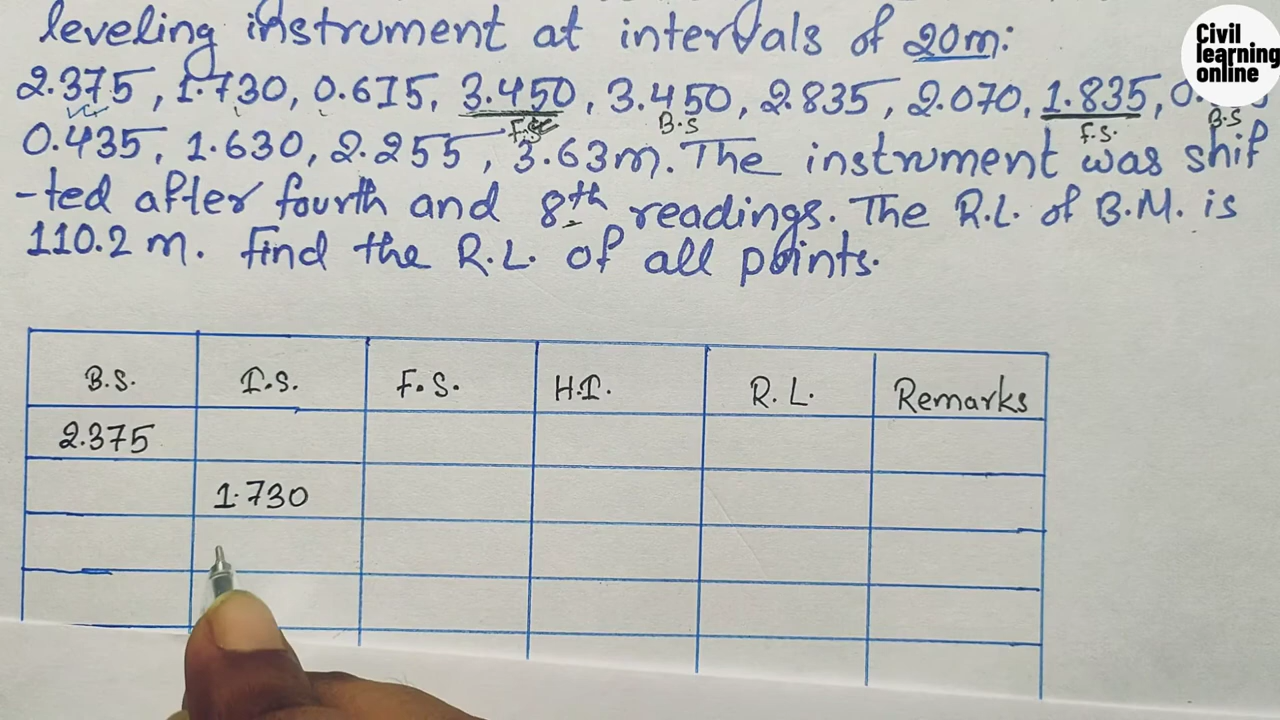 leveling instrument at intervals of 20m:
Civil learning online
2.375, 1.730, 0.615, 3.450, 3.450, 2.835, 2.070, 1.835,
F.S. B.S F.S. B.S
0.435, 1.630, 2.255, 3.63m. The instrument was shif
-ted after fourth and 8th readings. The R.L. of B.M. is
110.2 m. Find the R.L. of all points.
B.S. I.S. F.S. H.I. R.L. Remarks
2.375
1.730